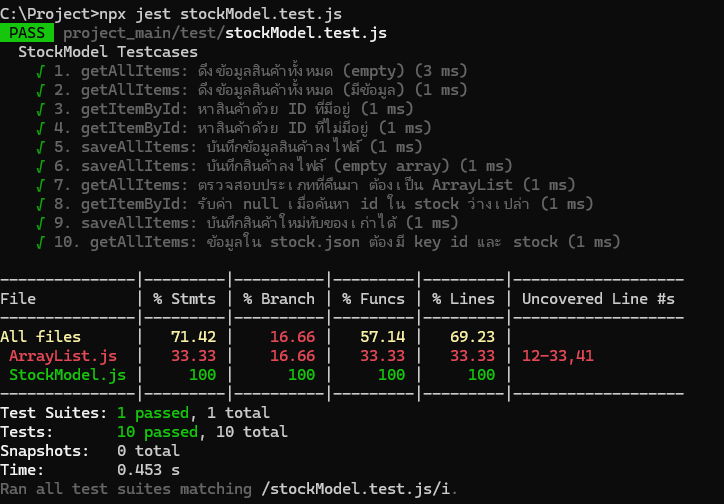 C:\Project>npx jest stockModel.test.js
PASS project_main/test/stockModel.test.js
StockModel Testcases
√ 1. getAllItems: ดึงข้อมูลสินค้าทั้งหมด (empty) (3 ms)
√ 2. getAllItems: ดึงข้อมูลสินค้าทั้งหมด (มีข้อมูล) (1 ms)
√ 3. getItemById: หาสินค้าด้วย ID ที่มีอยู่ (1 ms)
√ 4. getItemById: หาสินค้าด้วย ID ที่ไม่มีอยู่ (1 ms)
√ 5. saveAllItems: บันทึกข้อมูลสินค้าลงไฟล์ (1 ms)
√ 6. saveAllItems: บันทึกสินค้าลงไฟล์ (empty array) (1 ms)
√ 7. getAllItems: ตรวจสอบประเภทที่คืนมา ต้องเป็น ArrayList (1 ms)
√ 8. getItemById: รับค่า null เมื่อค้นหา id ใน stock ว่างเปล่า (1 ms)
√ 9. saveAllItems: บันทึกสินค้าใหม่ทับของเก่าได้ (1 ms)
√ 10. getAllItems: ข้อมูลใน stock.json ต้องมี key id และ stock (1 ms)
---------------|---------|----------|---------|---------|-------------------
File | % Stmts | % Branch | % Funcs | % Lines | Uncovered Line #s
---------------|---------|----------|---------|---------|-------------------
All files | 71.42 | 16.66 | 57.14 | 69.23 |
ArrayList.js | 33.33 | 16.66 | 33.33 | 33.33 | 12-33,41
StockModel.js | 100 | 100 | 100 | 100 |
---------------|---------|----------|---------|---------|-------------------
Test Suites: 1 passed, 1 total
Tests: 10 passed, 10 total
Snapshots: 0 total
Time: 0.453 s
Ran all test suites matching /stockModel.test.js/i.